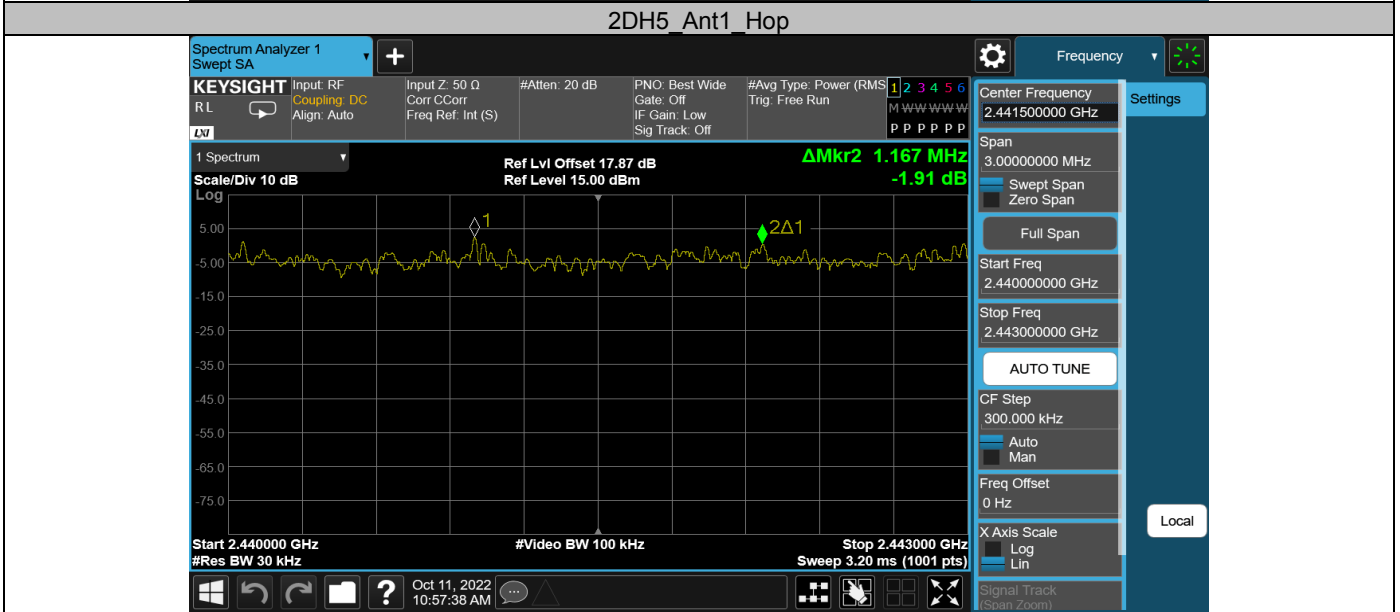 2DH5_Ant1_Hop
Spectrum Analyzer 1
Swept SA
+
Frequency
KEYSIGHT
R L
LXI
Input: RF
Coupling: DC
Align: Auto
Input Z: 50 Ω
Corr CCorr
Freq Ref: Int (S)
#Atten: 20 dB
PNO: Best Wide
Gate: Off
IF Gain: Low
Sig Track: Off
#Avg Type: Power (RMS
Trig: Free Run
1 2 3 4 5 6
M W W W W W
P P P P P P
Center Frequency
2.441500000 GHz
Settings
Span
3.00000000 MHz
Swept Span
Zero Span
Full Span
Start Freq
2.440000000 GHz
Stop Freq
2.443000000 GHz
AUTO TUNE
CF Step
300.000 kHz
Auto
Man
Freq Offset
0 Hz
X Axis Scale
Log
Lin
Signal Track
(Span Zoom)
Local
1 Spectrum
Scale/Div 10 dB
Log
Ref Lvl Offset 17.87 dB
Ref Level 15.00 dBm
ΔMkr2 1.167 MHz
-1.91 dB
1
2Δ1
5.00
-5.00
-15.0
-25.0
-35.0
-45.0
-55.0
-65.0
-75.0
Start 2.440000 GHz
#Video BW 100 kHz
Stop 2.443000 GHz
#Res BW 30 kHz
Sweep 3.20 ms (1001 pts)
?
Oct 11, 2022
10:57:38 AM